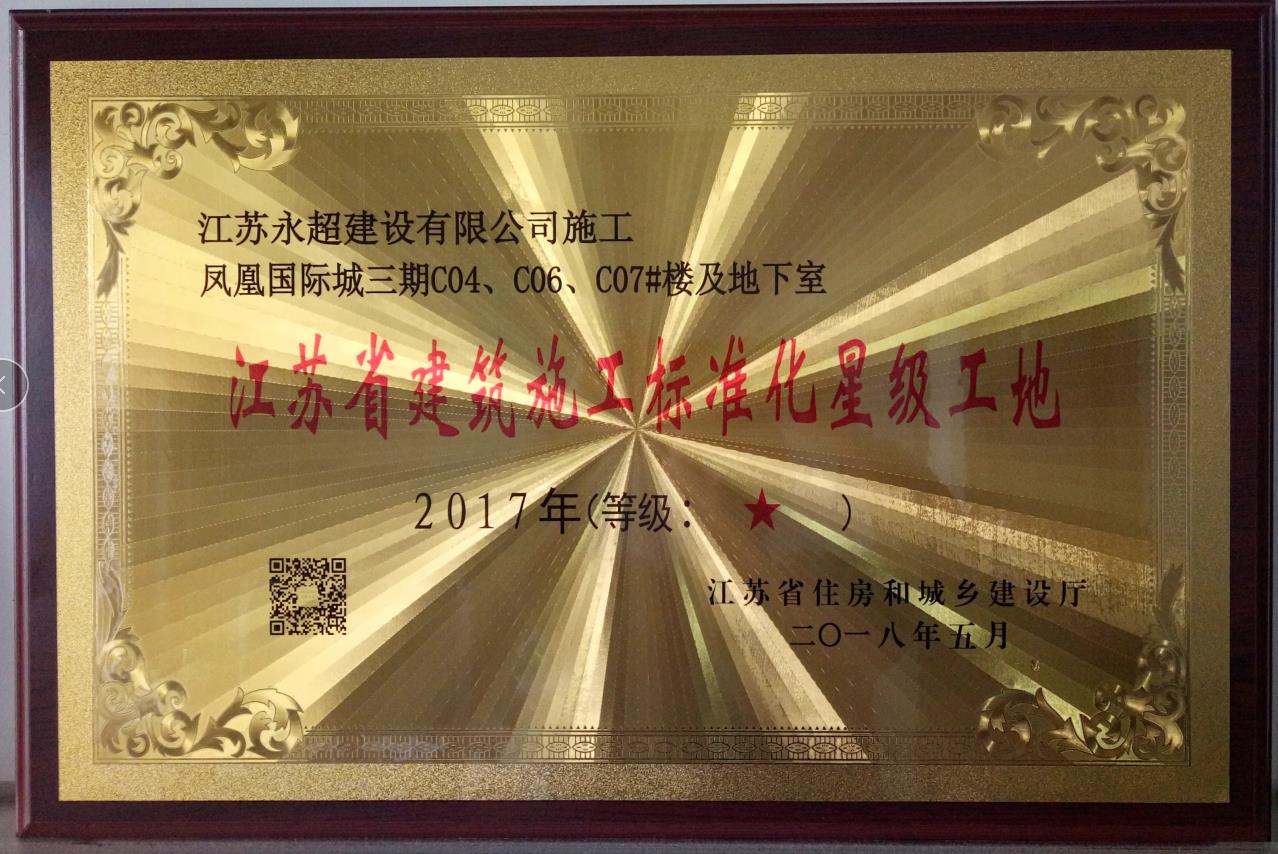 江苏永超建设有限公司施工
凤凰国际城三期C04、C06、C07#楼及地下室
江苏省建筑施工标准化星级工地
2017年(等级：★)
江苏省住房和城乡建设厅
二〇一八年五月